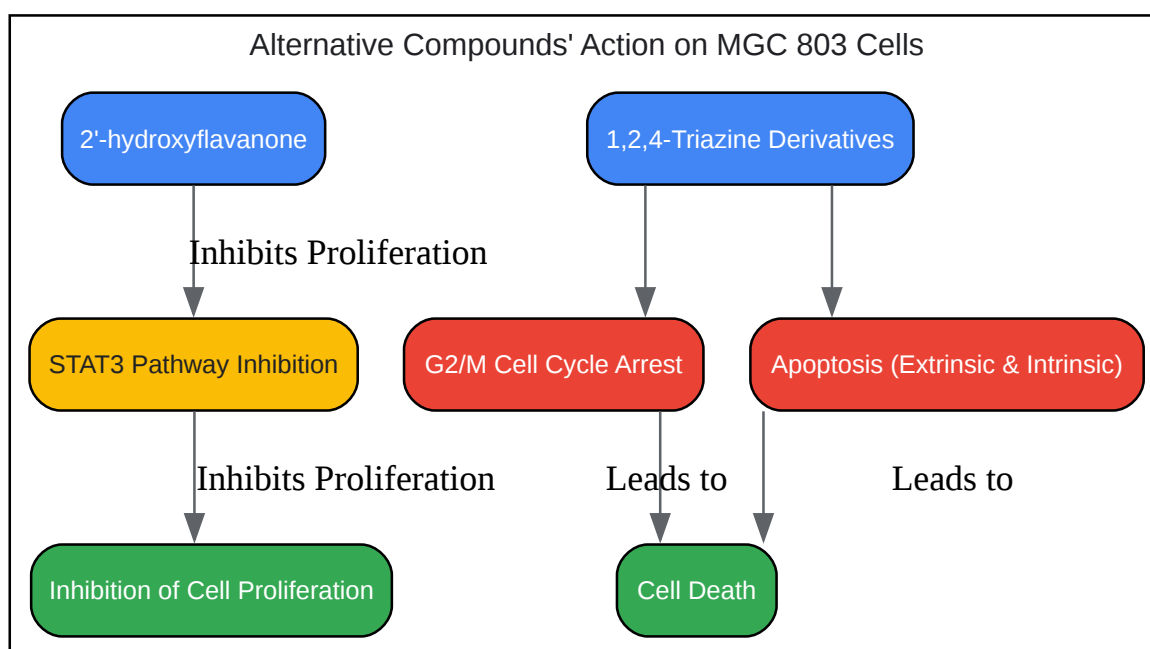 Alternative Compounds' Action on MGC 803 Cells
2'-hydroxyflavanone
1,2,4-Triazine Derivatives
Inhibits Proliferation
STAT3 Pathway Inhibition
G2/M Cell Cycle Arrest
Apoptosis (Extrinsic & Intrinsic)
Inhibits Proliferation
Leads to
Leads to
Inhibition of Cell Proliferation
Cell Death